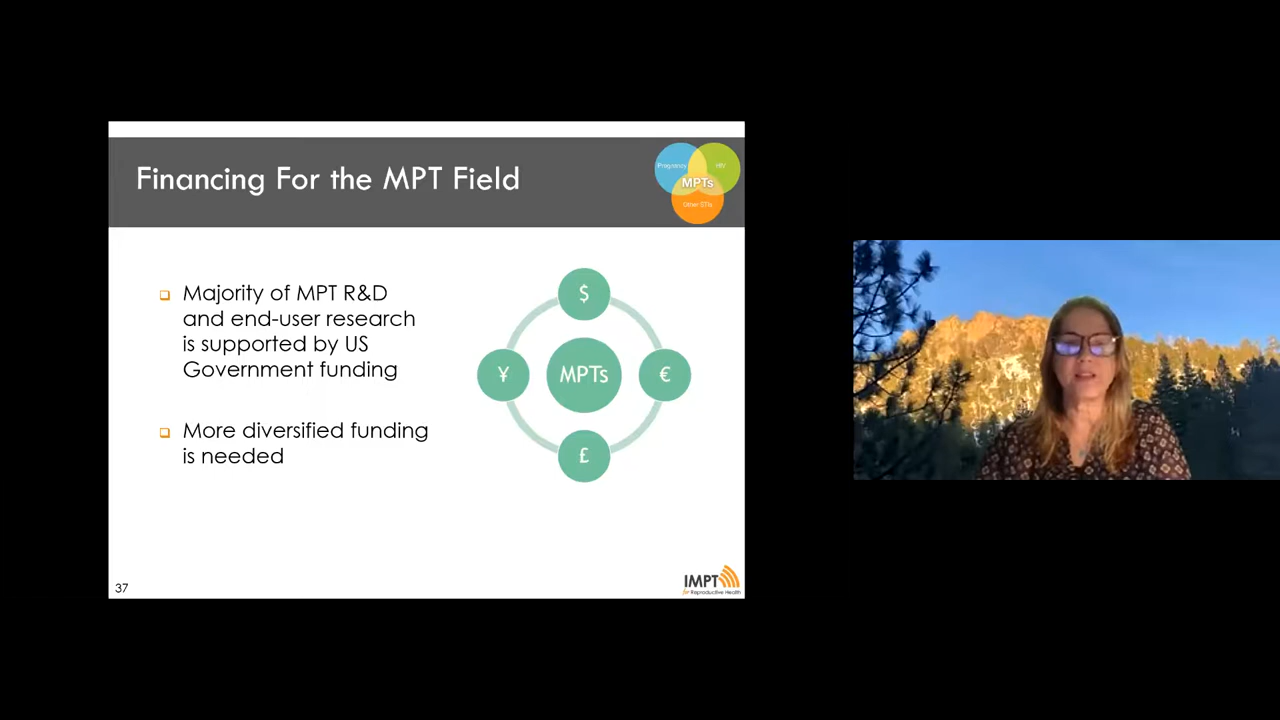 Financing For the MPT Field
Pregnancy
HIV
MPTs
Other STIs
Majority of MPT R&D
and end-user research
is supported by US
Government funding
More diversified funding
is needed
$
¥
MPTs
€
£
37
IMPT
for Reproductive Health